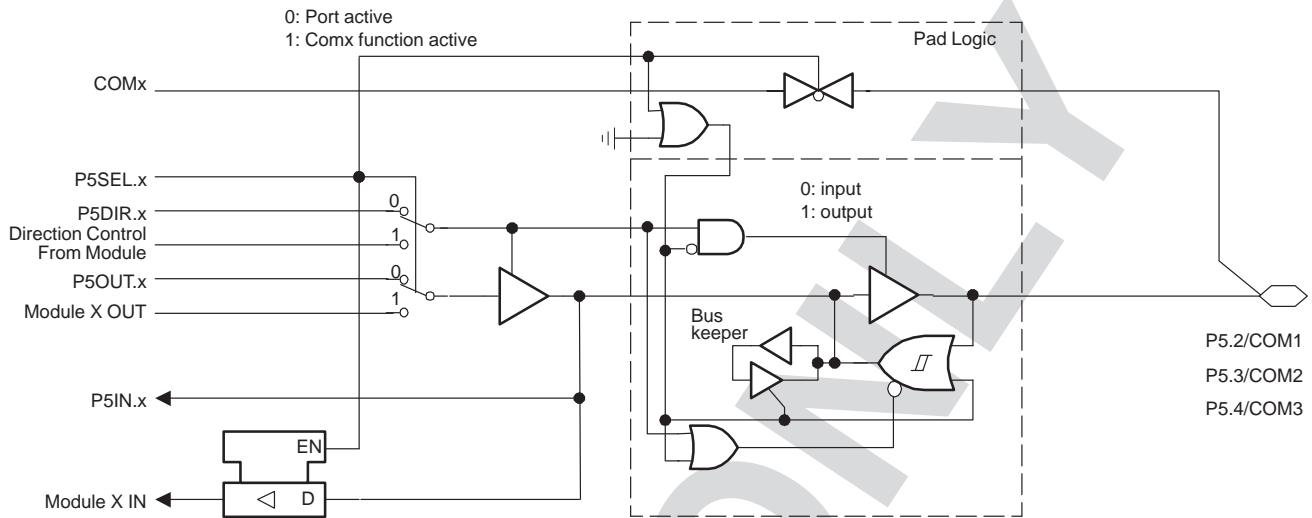 0: Port active
1: Comx function active
Pad Logic
COMx
P5SEL.x
0: input
1: output
P5DIR.x
0
Direction Control
From Module
1
P5OUT.x
0
Module X OUT
1
Bus
keeper
P5.2/COM1
P5.3/COM2
P5.4/COM3
P5IN.x
EN
Module X IN
D